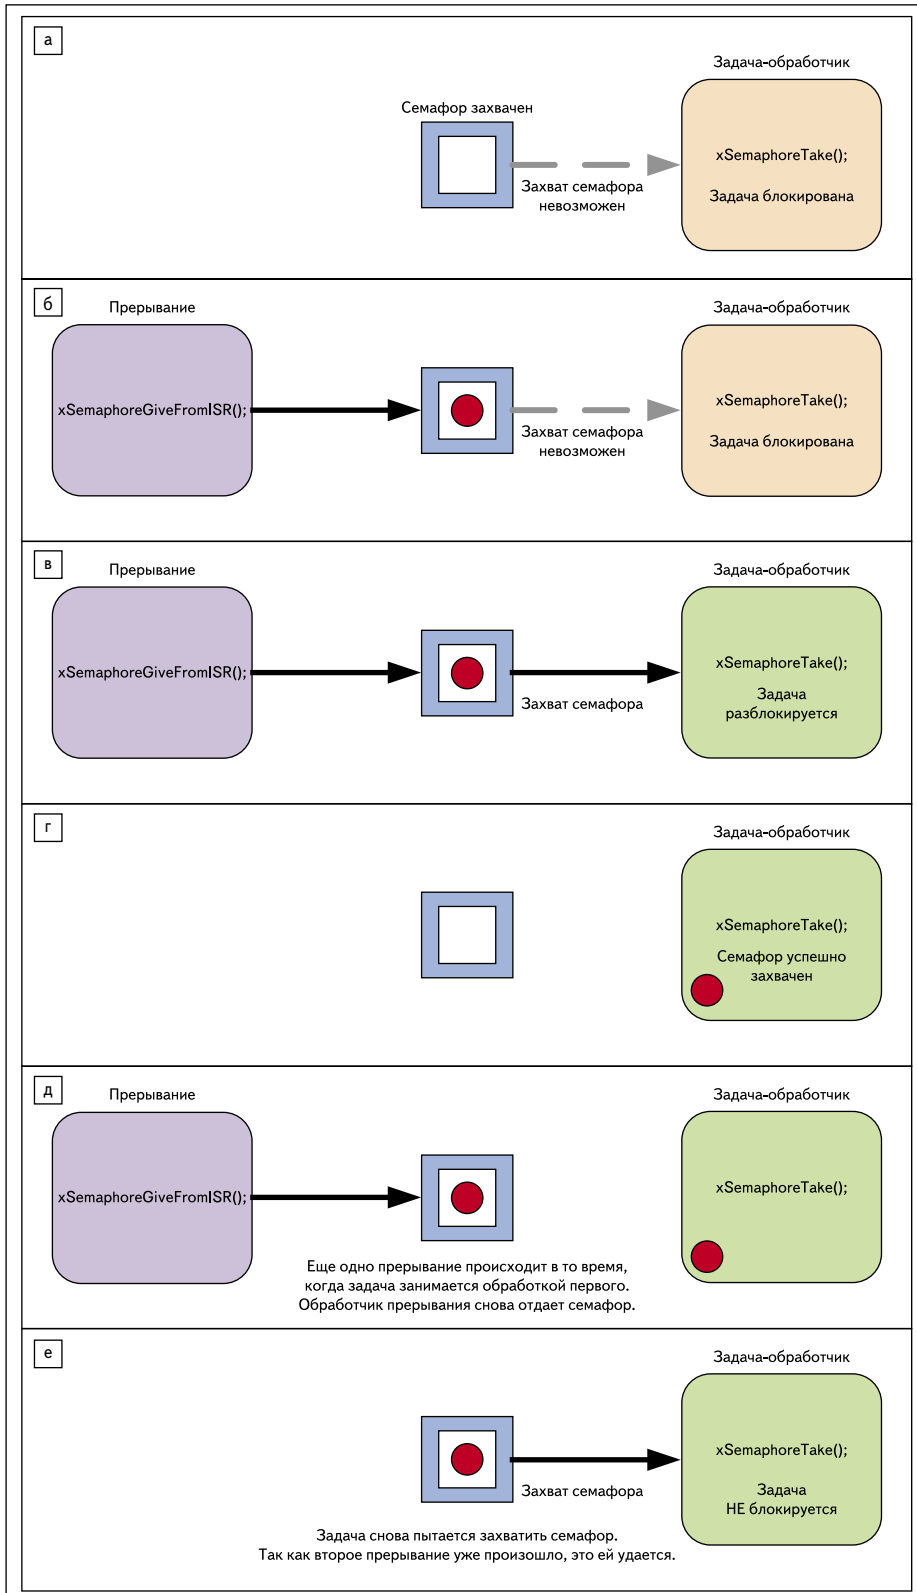 а
Задача-обработчик
Семафор захвачен
xSemaphoreTake();
Захват семафора
невозможен
Задача блокирована
б
Прерывание
Задача-обработчик
xSemaphoreGiveFromISR();
xSemaphoreTake();
Захват семафора
невозможен
Задача блокирована
в
Прерывание
Задача-обработчик
xSemaphoreGiveFromISR();
xSemaphoreTake();
Захват семафора
Задача
разблокируется
г
Задача-обработчик
xSemaphoreTake();
Семафор успешно
захвачен
д
Прерывание
Задача-обработчик
xSemaphoreGiveFromISR();
xSemaphoreTake();
Еще одно прерывание происходит в то время,
когда задача занимается обработкой первого.
Обработчик прерывания снова отдает семафор.
е
Задача-обработчик
xSemaphoreTake();
Захват семафора
Задача
НЕ блокируется
Задача снова пытается захватить семафор.
Так как второе прерывание уже произошло, это ей удается.